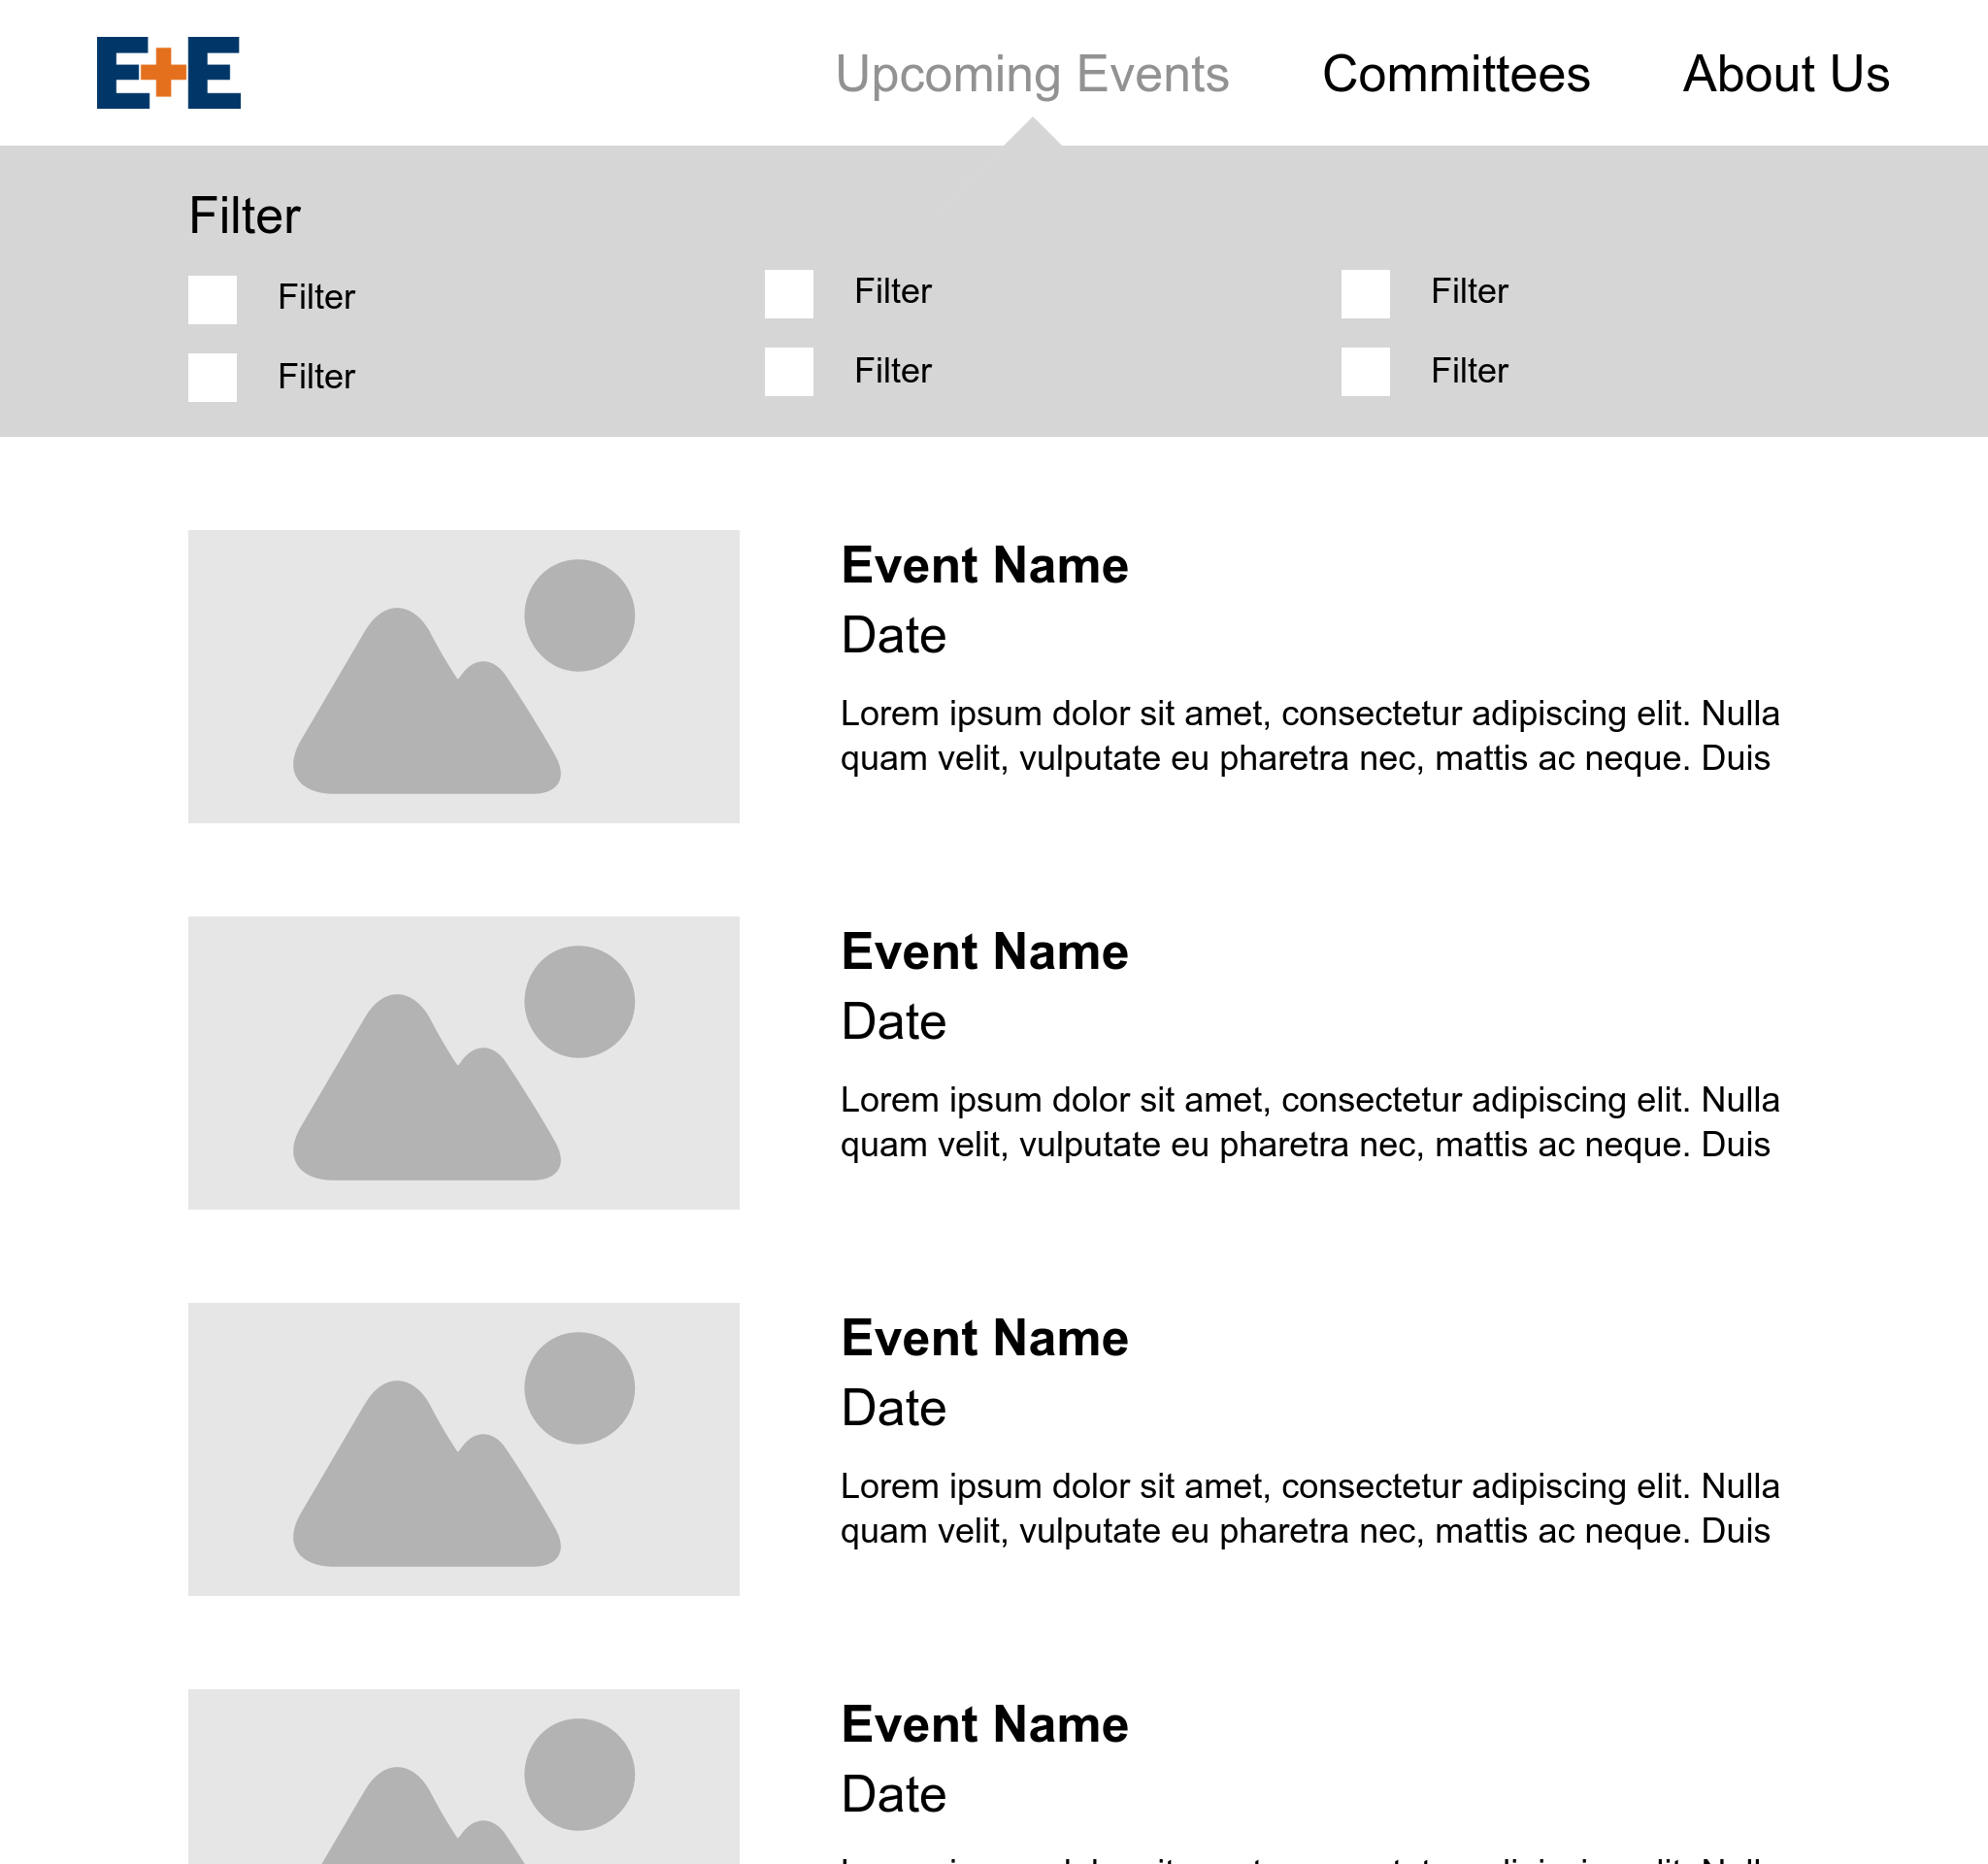 E+E
Upcoming Events Committees About Us
Filter
Filter Filter Filter
Filter Filter Filter
Event Name
Date
Lorem ipsum dolor sit amet, consectetur adipiscing elit. Nulla
quam velit, vulputate eu pharetra nec, mattis ac neque. Duis
Event Name
Date
Lorem ipsum dolor sit amet, consectetur adipiscing elit. Nulla
quam velit, vulputate eu pharetra nec, mattis ac neque. Duis
Event Name
Date
Lorem ipsum dolor sit amet, consectetur adipiscing elit. Nulla
quam velit, vulputate eu pharetra nec, mattis ac neque. Duis
Event Name
Date